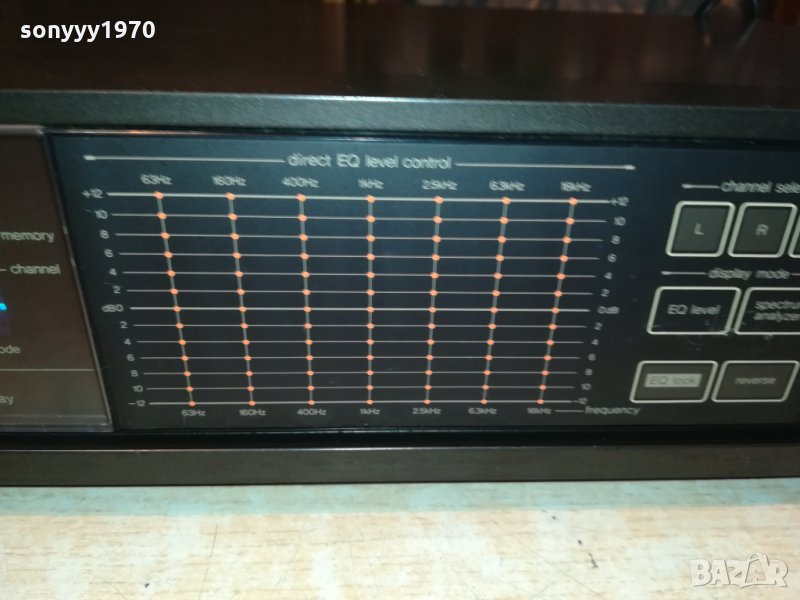 sonyyy1970
direct EQ level control
63Hz 160Hz 400Hz 1kHz 2.5kHz 6.3kHz 16kHz
+12 +12
10 10
8 8
6 6
4 4
2 2
dB0 0dB
2 2
4 4
6 6
8 8
10 10
-12 -12
63Hz 160Hz 400Hz 1kHz 2.5kHz 6.3kHz 16kHz frequency
memory
channel
channel
L R
display mode
EQ level
EQ lock reverse
BAZAR